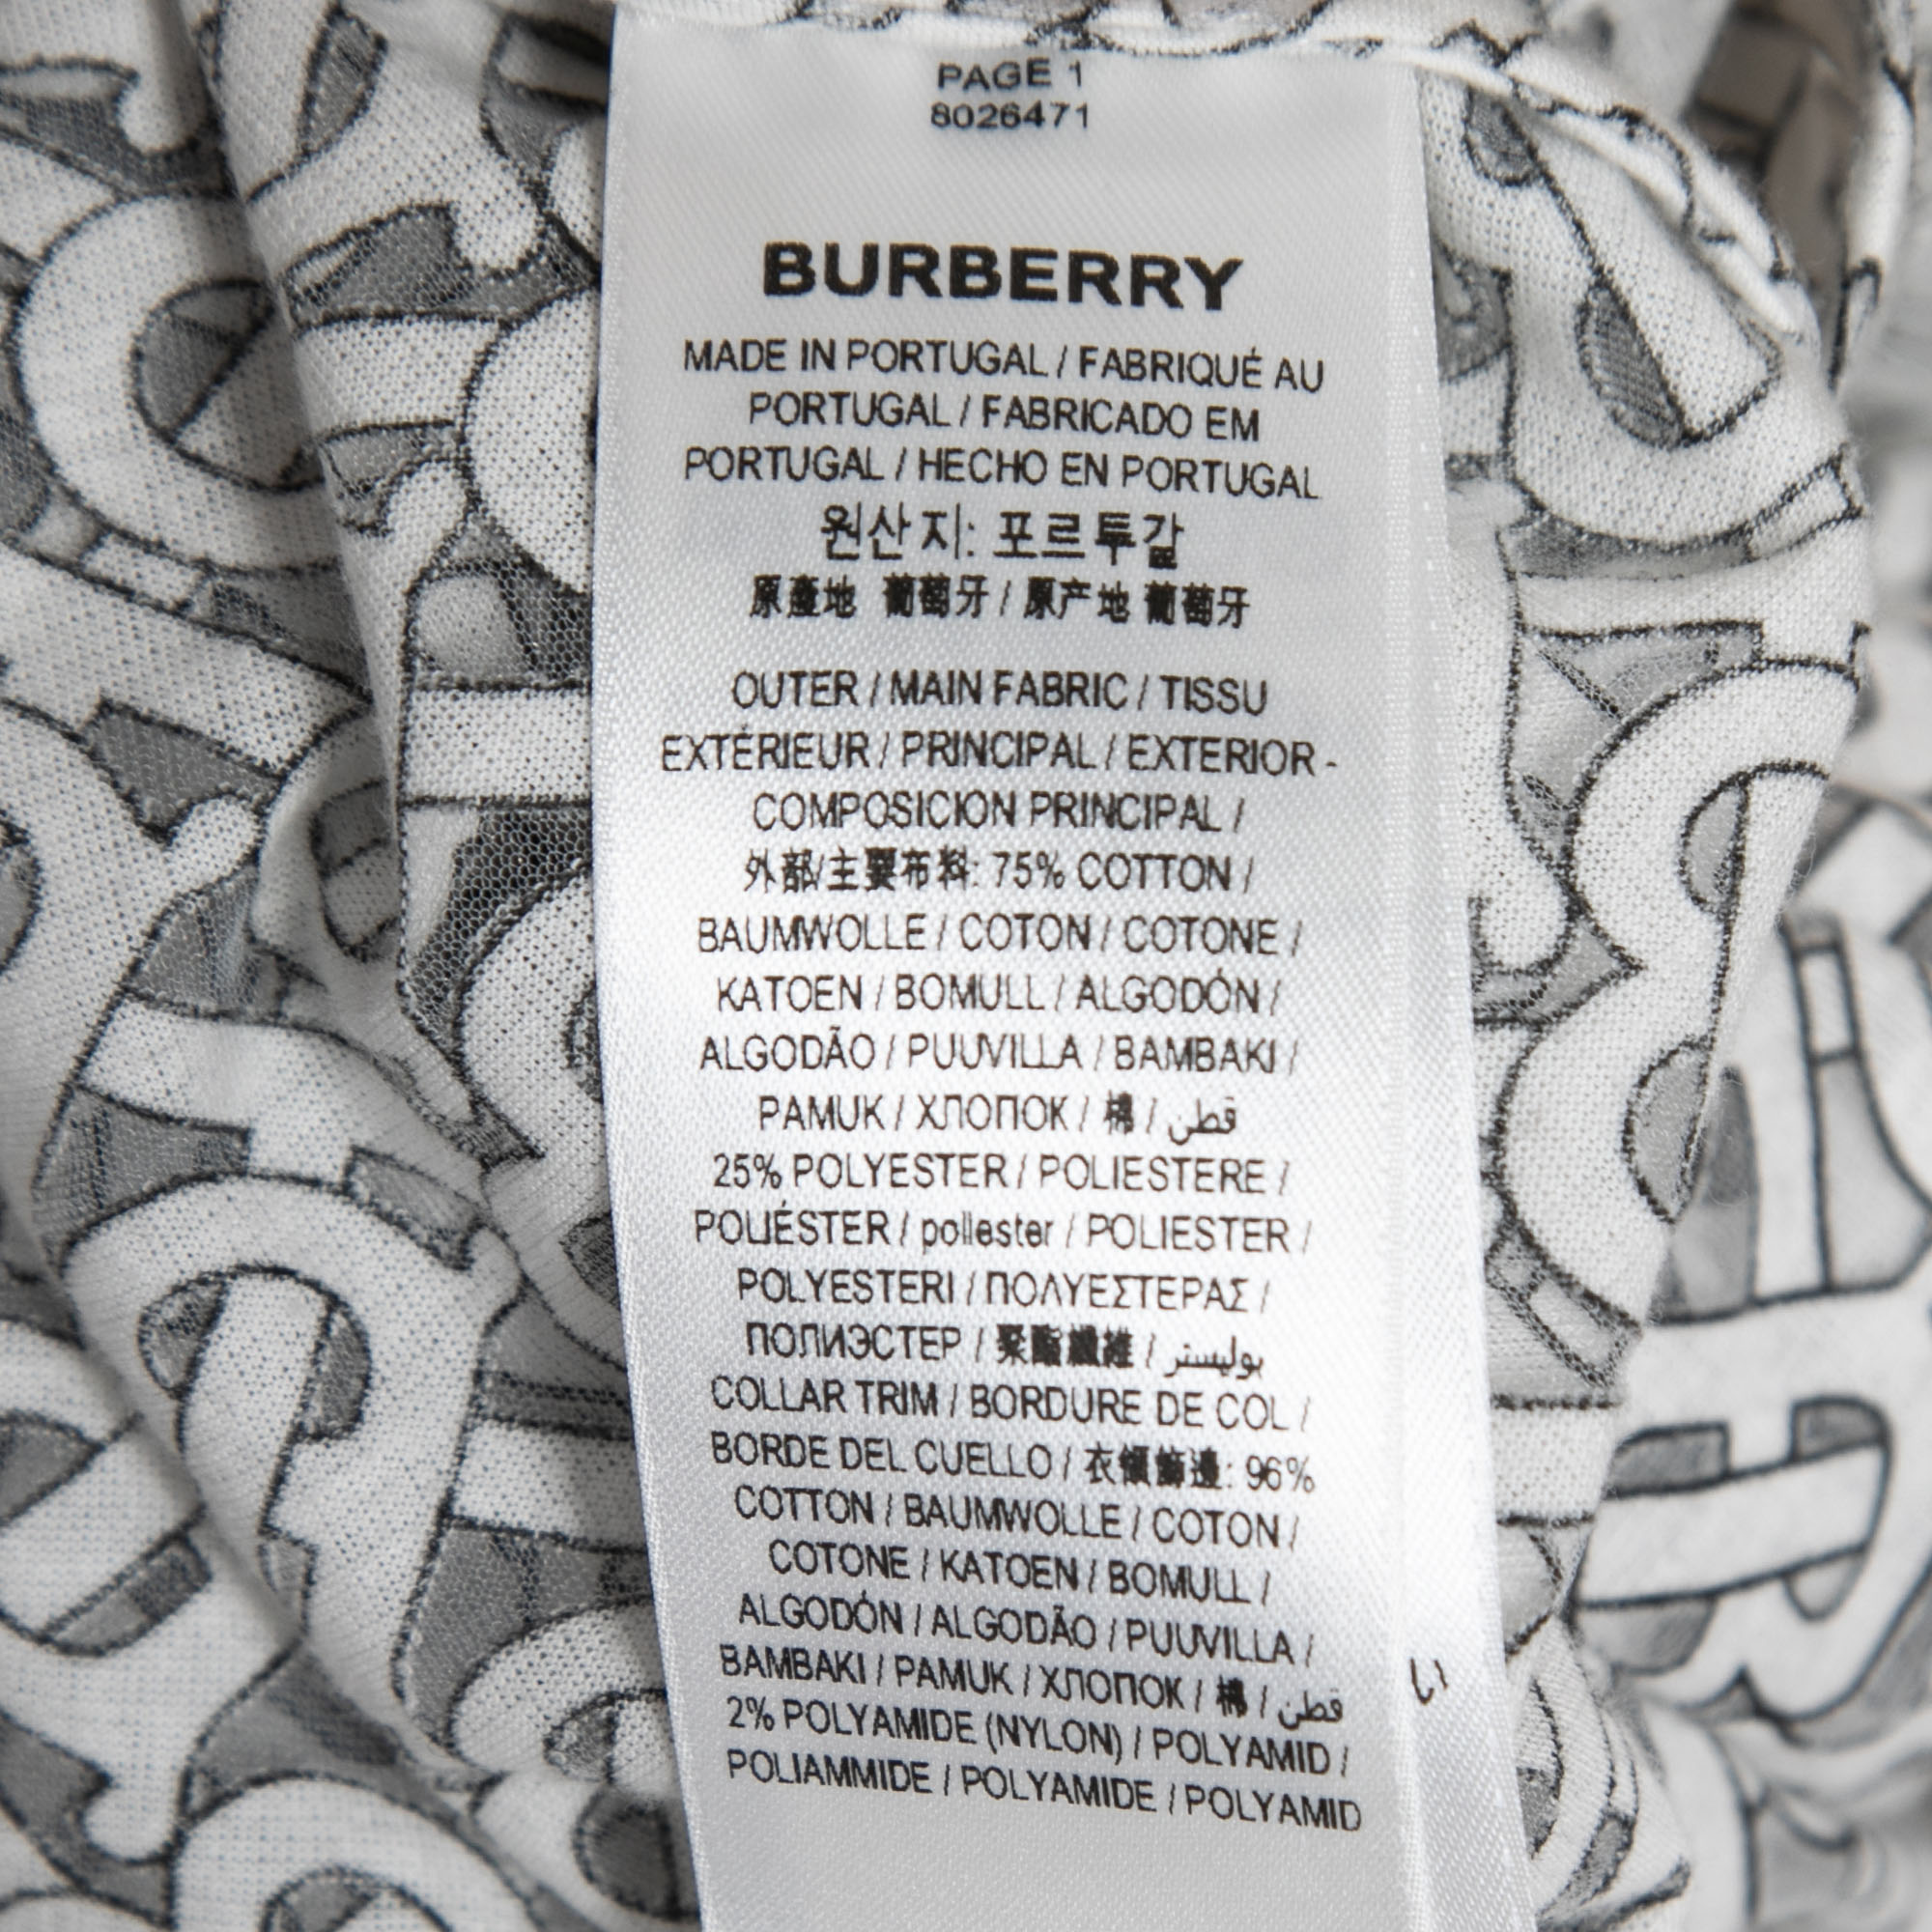 PAGE 1
8026471
BURBERRY
MADE IN PORTUGAL / FABRIQUÉ AU
PORTUGAL / FABRICADO EM
PORTUGAL / HECHO EN PORTUGAL
원산지: 포르투갈
原產地 葡萄牙 / 原产地 葡萄牙
OUTER / MAIN FABRIC / TISSU
EXTÉRIEUR / PRINCIPAL / EXTERIOR -
COMPOSICION PRINCIPAL /
外部/主要布料: 75% COTTON /
BAUMWOLLE / COTON / COTONE /
KATOEN / BOMULL / ALGODÓN /
ALGODÃO / PUUVILLA / BAMBAKI /
PAMUK / ХЛОПОК / 棉 / قطن
25% POLYESTER / POLIESTERE /
POLIÉSTER / poliester / POLIESTER /
POLYESTERI / ΠΟΛΥΕΣΤΕΡΑΣ /
ПОЛИЭСТЕР / 聚酯纖維 / بوليستر
COLLAR TRIM / BORDURE DE COL /
BORDE DEL CUELLO / 衣領飾邊: 96%
COTTON / BAUMWOLLE / COTON /
COTONE / KATOEN / BOMULL /
ALGODÓN / ALGODÃO / PUUVILLA /
BAMBAKI / PAMUK / ХЛОПОК / 棉 / قطن
2% POLYAMIDE (NYLON) / POLYAMID /
POLIAMMIDE / POLYAMIDE / POLYAMID